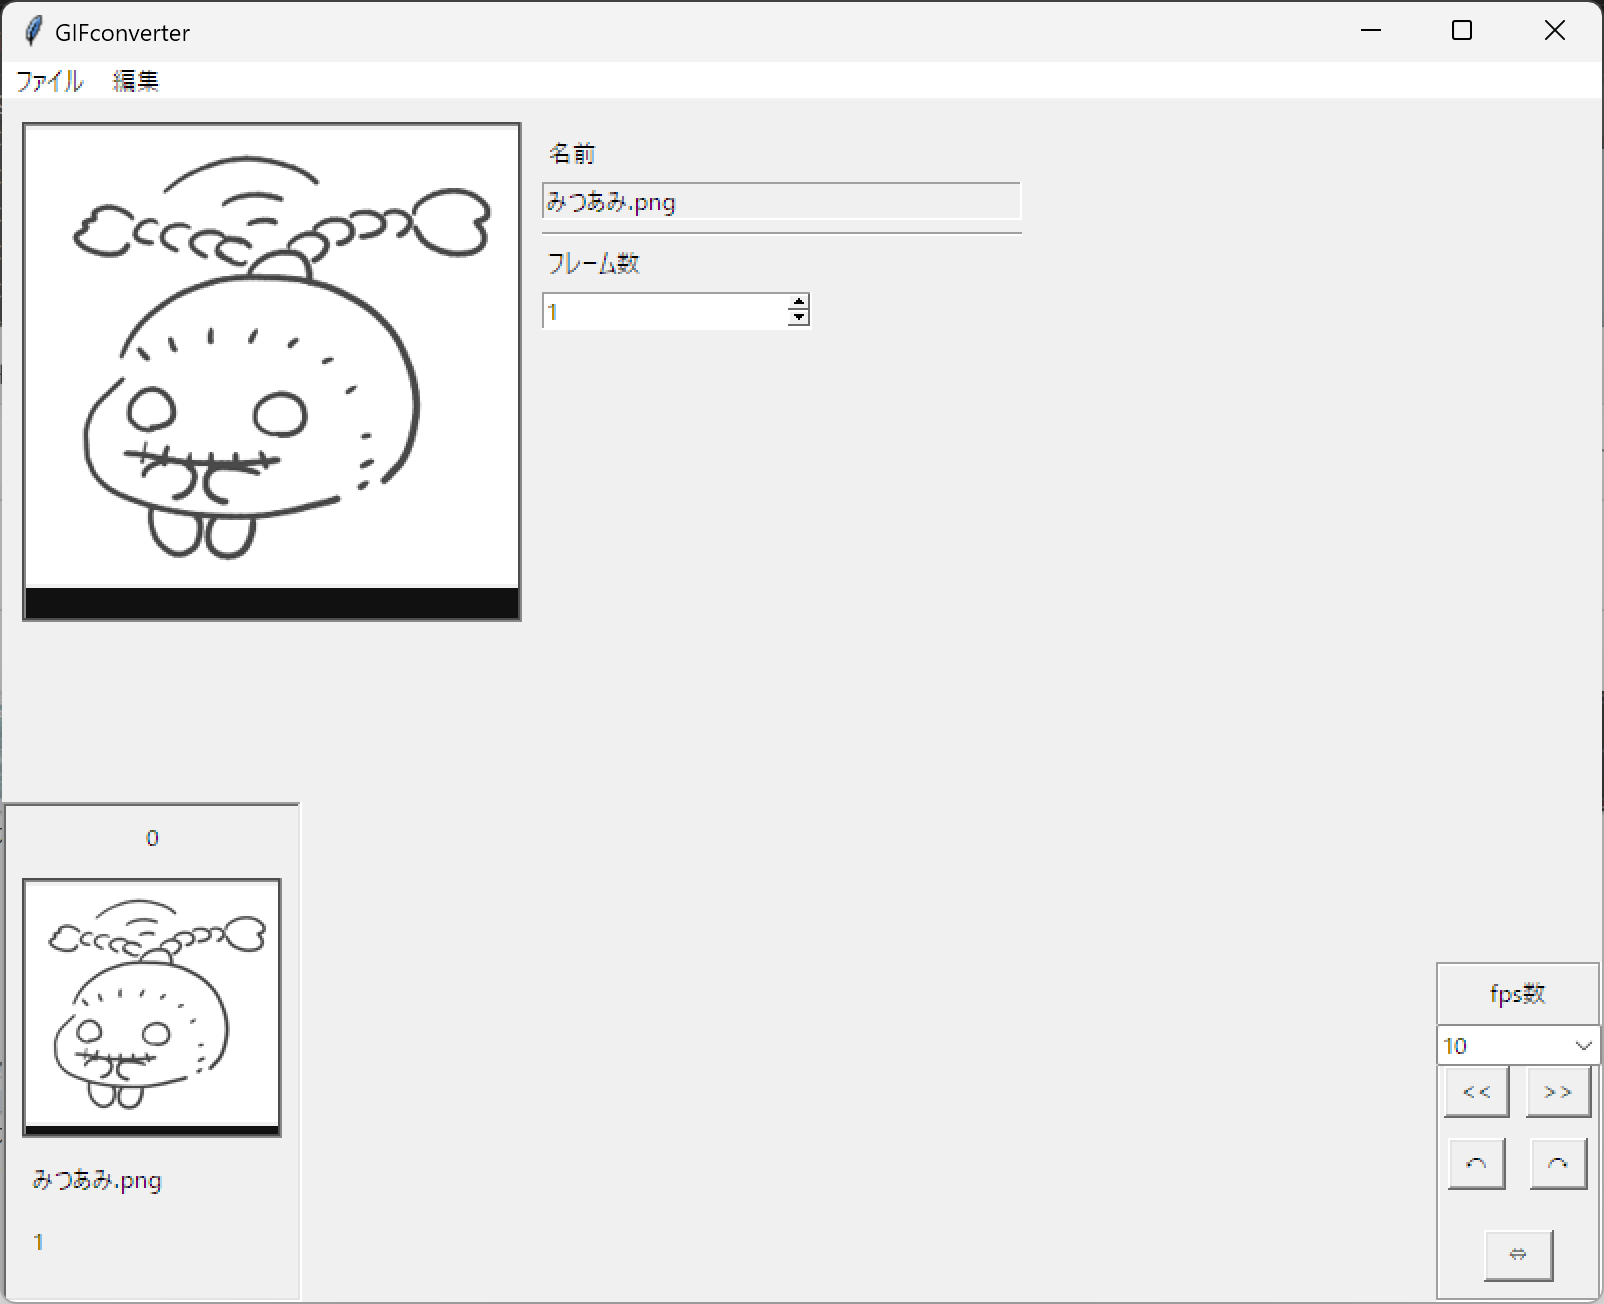 GIFconverter
ファイル 編集
名前
みつあみ.png
フレーム数
1
0
みつあみ.png
1
fps数
10
<< >>
⇔